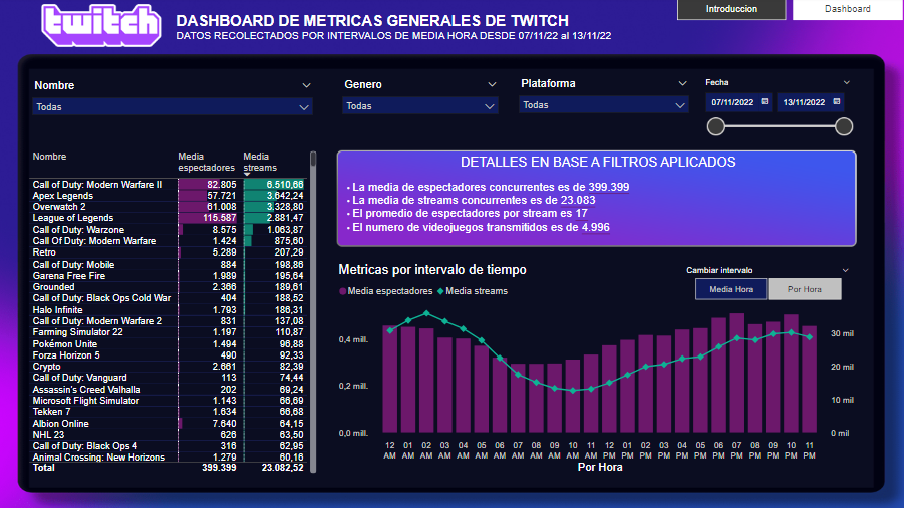 twitch
DASHBOARD DE METRICAS GENERALES DE TWITCH
DATOS RECOLECTADOS POR INTERVALOS DE MEDIA HORA DESDE 07/11/22 al 13/11/22
Introduccion
Dashboard
Nombre
Todas
Genero
Todas
Plataforma
Todas
Fecha
07/11/2022 13/11/2022
Nombre Media espectadores Media streams
Call of Duty: Modern Warfare II 82.805 6.510,66
Apex Legends 57.721 3.642,24
Overwatch 2 61.008 3.328,80
League of Legends 115.587 2.881,47
Call of Duty: Warzone 8.575 1.063,87
Call Of Duty: Modern Warfare 1.424 875,60
Retro 5.289 207,29
Call of Duty: Mobile 884 198,86
Garena Free Fire 1.989 195,64
Grounded 2.366 189,61
Call of Duty: Black Ops Cold War 404 188,52
Halo Infinite 1.793 186,31
Call of Duty: Modern Warfare 2 831 137,08
Farming Simulator 22 1.197 110,87
Pokémon Unite 1.494 96,88
Forza Horizon 5 490 92,33
Crypto 2.661 82,39
Call of Duty: Vanguard 113 74,44
Assassin's Creed Valhalla 202 69,24
Microsoft Flight Simulator 1.143 66,69
Tekken 7 1.634 66,68
Albion Online 7.640 64,15
NHL 23 626 63,50
Call of Duty: Black Ops 4 316 62,95
Animal Crossing: New Horizons 1.279 60,16
Total 399.399 23.082,52
DETALLES EN BASE A FILTROS APLICADOS
• La media de espectadores concurrentes es de 399.399
• La media de streams concurrentes es de 23.083
• El promedio de espectadores por stream es 17
• El numero de videojuegos transmitidos es de 4.996
Metricas por intervalo de tiempo
Cambiar intervalo
Media espectadores Media streams
Media Hora Por Hora
0,4 mill.
0,2 mill.
0,0 mill.
30 mil
20 mil
10 mil
0 mil
12 01 02 03 04 05 06 07 08 09 10 11 12 01 02 03 04 05 06 07 08 09 10 11
AM AM AM AM AM AM AM AM AM AM AM AM PM PM PM PM PM PM PM PM PM PM PM PM
Por Hora